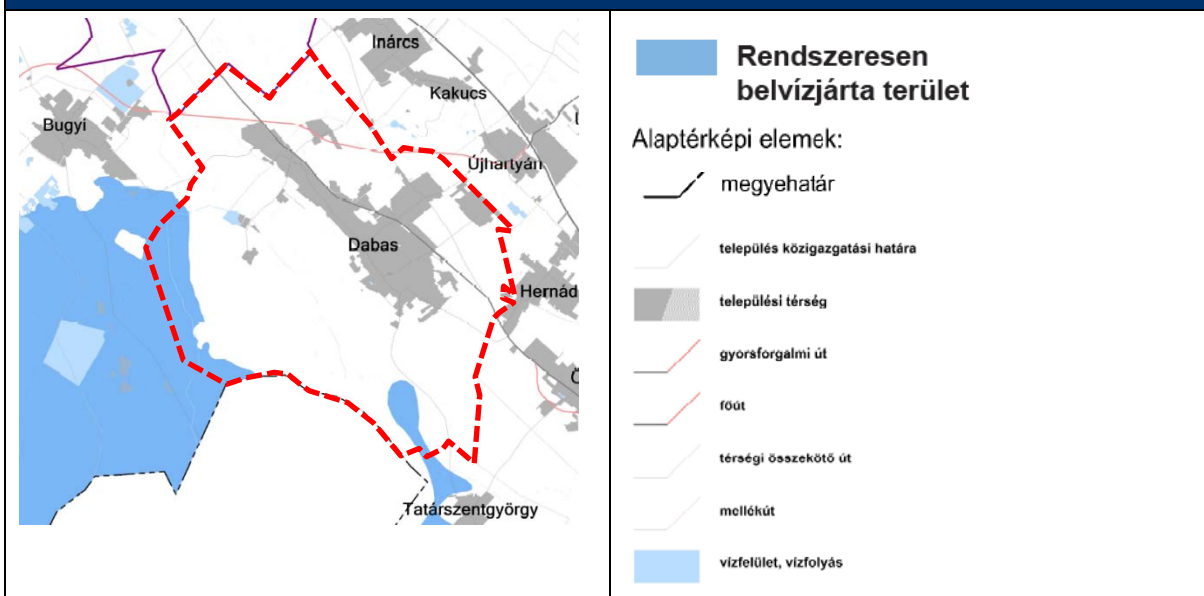 Inárcs
Kakucs
Bugyi
Újhartyán
Dabas
Hernád
Tatárszentgyörgy
Rendszeresen
belvízjárta terület
Alaptérképi elemek:
megyehatár
település közigazgatási határa
települési térség
gyorsforgalmi út
főút
térségi összekötő út
mellékút
vízfelület, vízfolyás